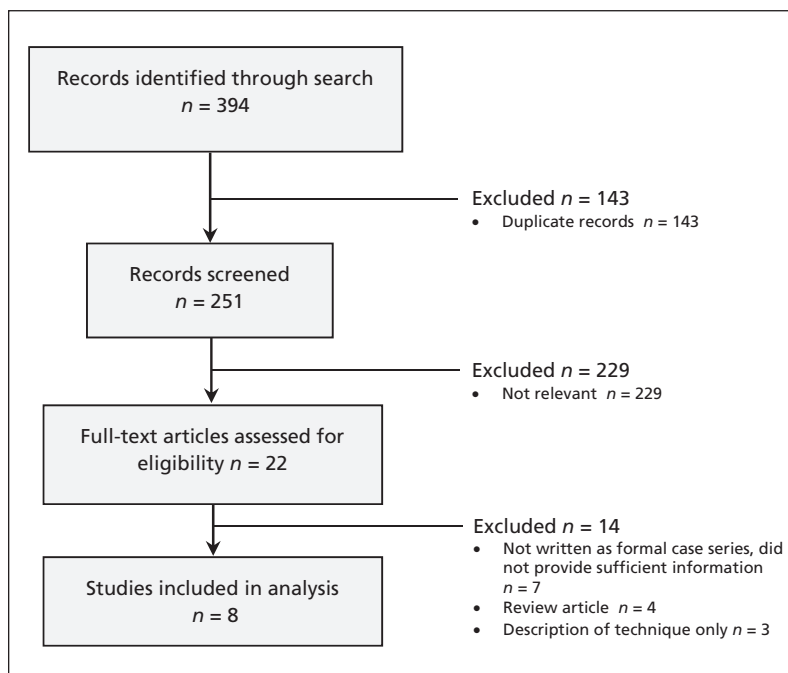 Records identified through search
n = 394
Excluded n = 143
• Duplicate records n = 143
Records screened
n = 251
Excluded n = 229
• Not relevant n = 229
Full-text articles assessed for
eligibility n = 22
Excluded n = 14
• Not written as formal case series, did
not provide sufficient information
n = 7
• Review article n = 4
• Description of technique only n = 3
Studies included in analysis
n = 8